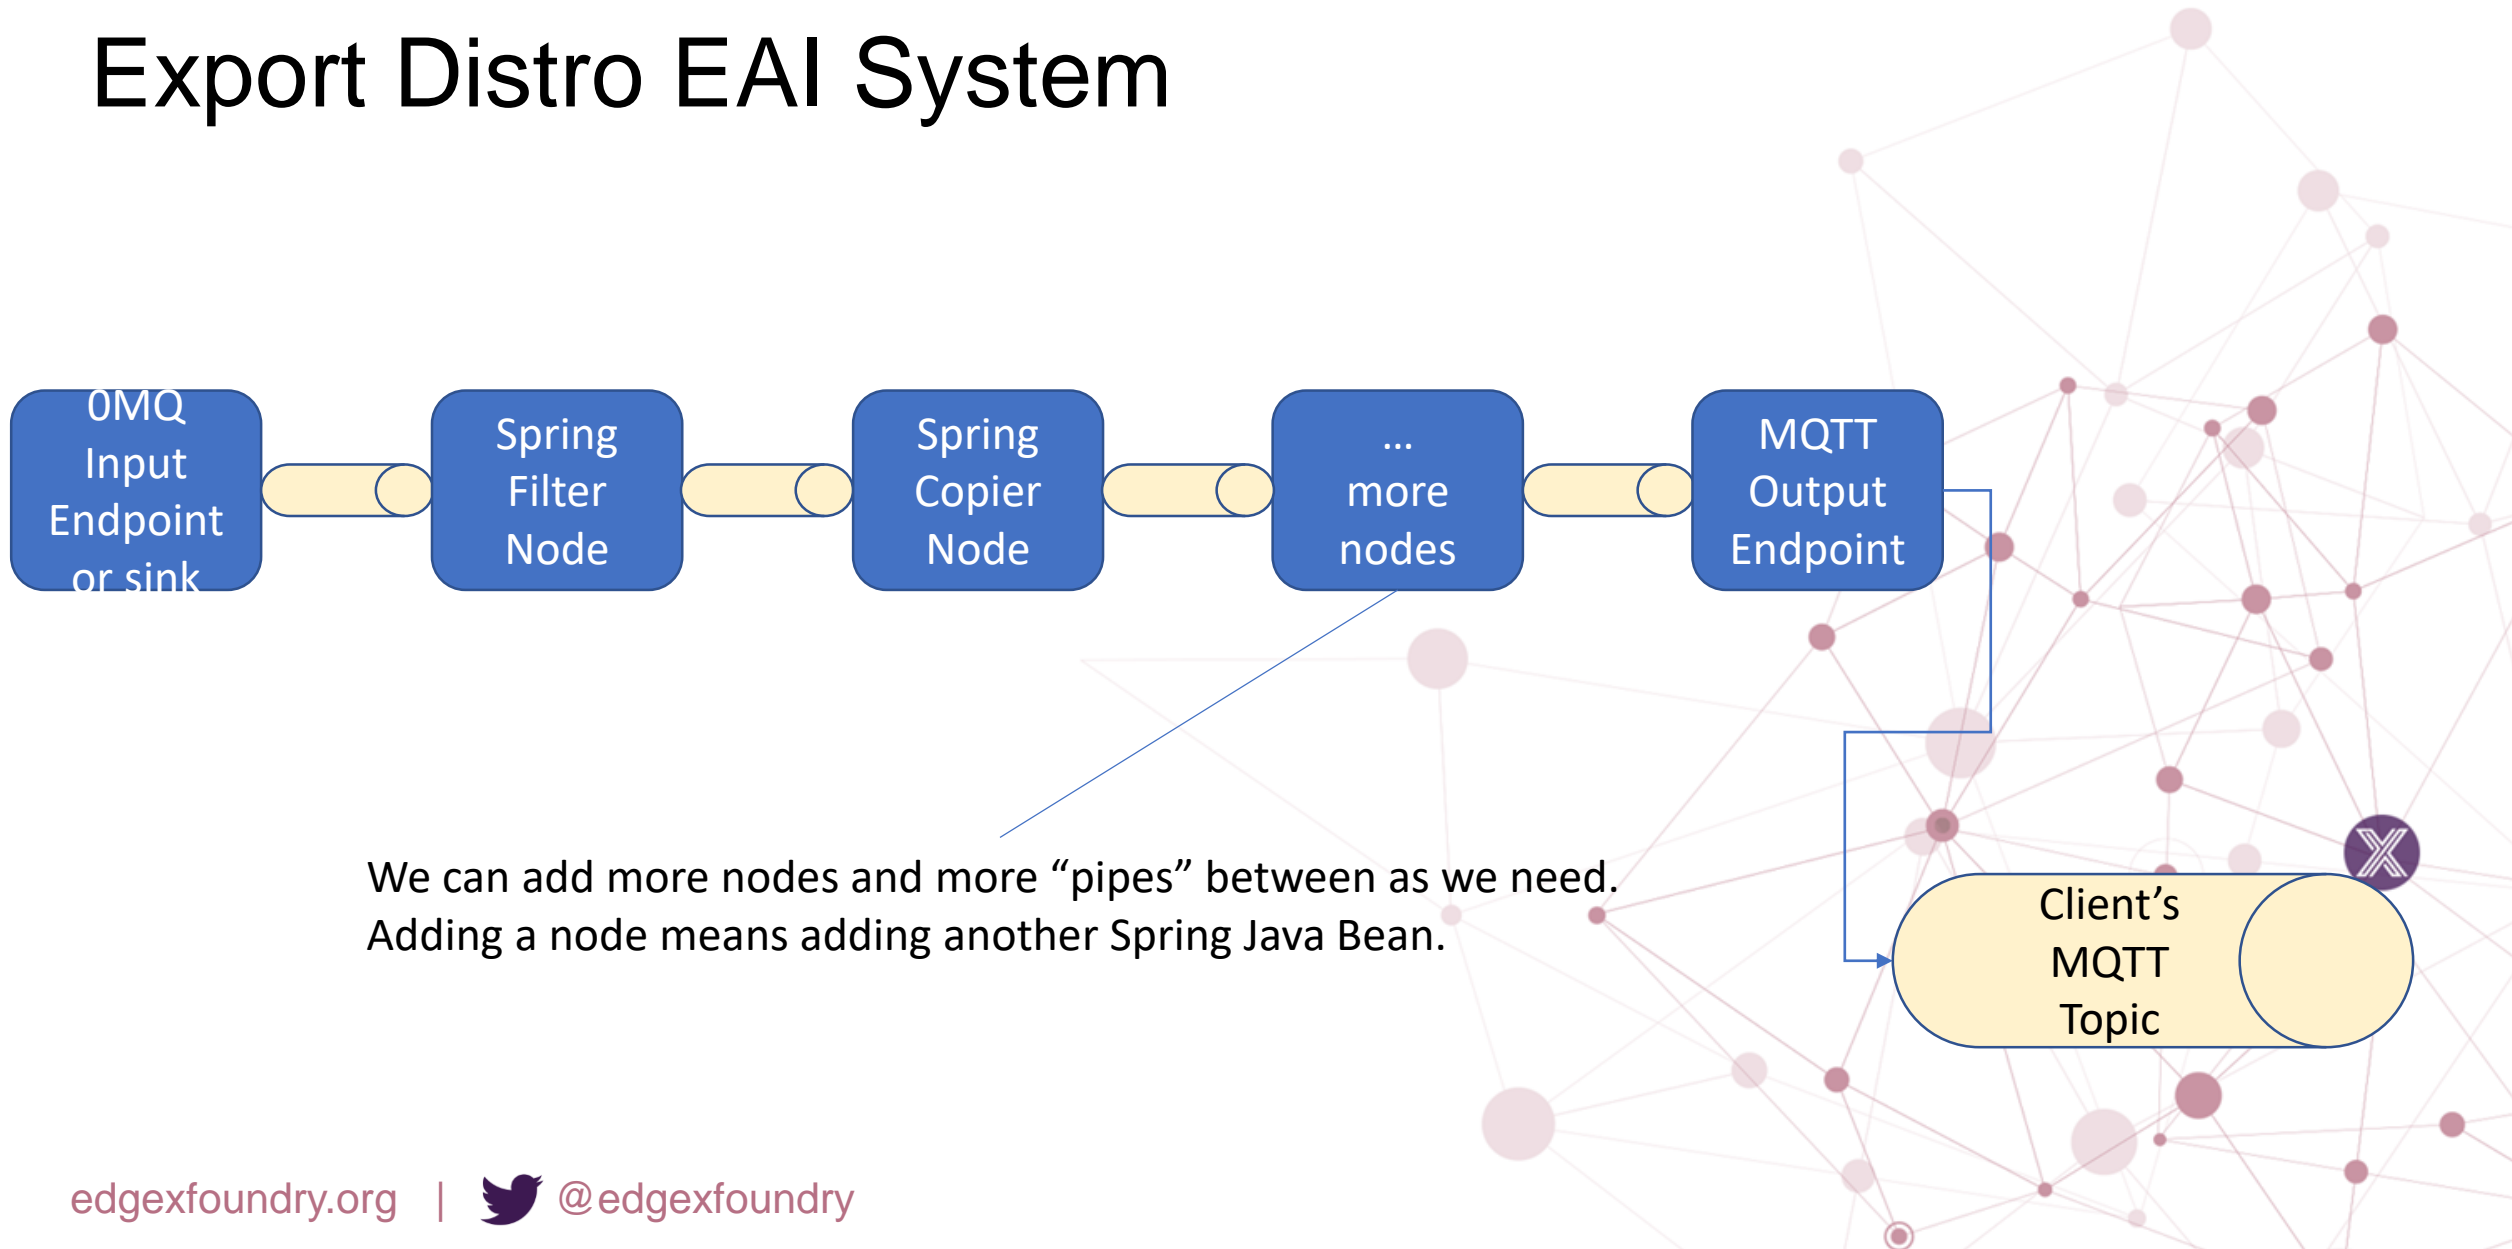 Export Distro EAI System
0MQ
Input
Endpoint
or sink
Spring
Filter
Node
Spring
Copier
Node
...
more
nodes
MQTT
Output
Endpoint
We can add more nodes and more “pipes” between as we need.
Adding a node means adding another Spring Java Bean.
Client’s
MQTT
Topic
edgexfoundry.org | @edgexfoundry